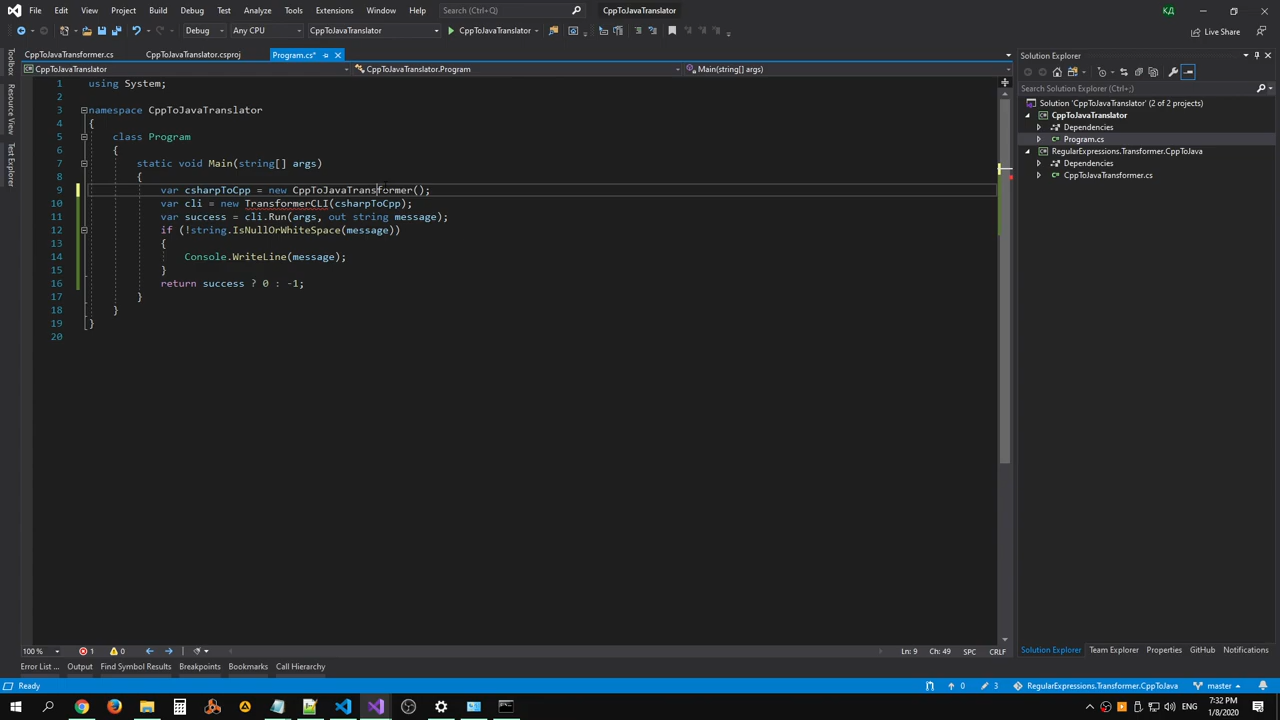 File Edit View Project Build Debug Test Analyze Tools Extensions Window Help Search (Ctrl+Q) CppToJavaTranslator КД
Debug Any CPU CppToJavaTranslator CppToJavaTranslator Live Share
CppToJavaTransformer.cs CppToJavaTranslator.csproj Program.cs*
CppToJavaTranslator CppToJavaTranslator.Program Main(string[] args)
Toolbox
Resource View
Test Explorer
1 using System;
2
3 namespace CppToJavaTranslator
4 {
5 class Program
6 {
7 static void Main(string[] args)
8 {
9 var csharpToCpp = new CppToJavaTransformer();
10 var cli = new TransformerCLI(csharpToCpp);
11 var success = cli.Run(args, out string message);
12 if (!string.IsNullOrWhiteSpace(message))
13 {
14 Console.WriteLine(message);
15 }
16 return success ? 0 : -1;
17 }
18 }
19 }
20
Solution Explorer
Search Solution Explorer (Ctrl+;)
Solution 'CppToJavaTranslator' (2 of 2 projects)
CppToJavaTranslator
Dependencies
Program.cs
RegularExpressions.Transformer.CppToJava
Dependencies
CppToJavaTransformer.cs
100 % 1 0 Ln: 9 Ch: 49 SPC CRLF
Solution Explorer Team Explorer Properties GitHub Notifications
Error List ... Output Find Symbol Results Breakpoints Bookmarks Call Hierarchy
Ready 0 3 RegularExpressions.Transformer.CppToJava master
ENG 7:32 PM
1/8/2020